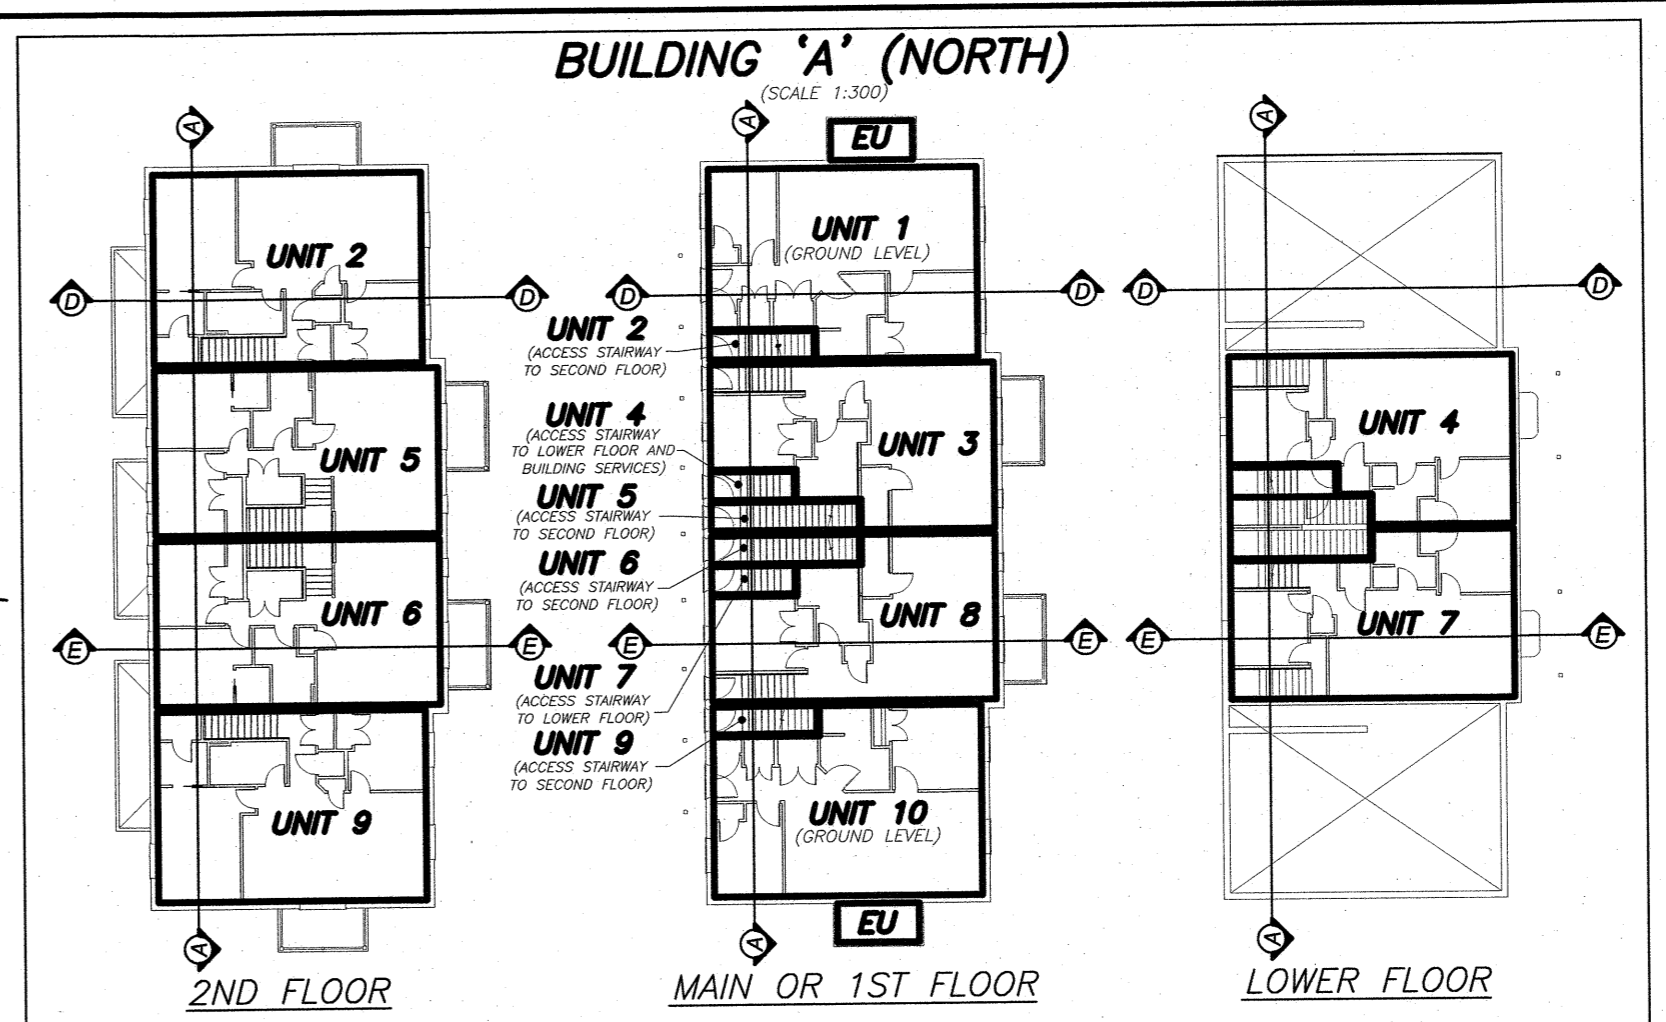 BUILDING ‘A’ (NORTH)
(SCALE 1:300)
A
UNIT 2
D
D
UNIT 5
UNIT 6
E
E
UNIT 9
A
2ND FLOOR
A
EU
UNIT 1
(GROUND LEVEL)
D
D
UNIT 2
(ACCESS STAIRWAY
TO SECOND FLOOR)
UNIT 4
(ACCESS STAIRWAY
TO LOWER FLOOR AND
BUILDING SERVICES)
UNIT 3
UNIT 5
(ACCESS STAIRWAY
TO SECOND FLOOR)
UNIT 6
(ACCESS STAIRWAY
TO SECOND FLOOR)
UNIT 8
E
E
UNIT 7
(ACCESS STAIRWAY
TO LOWER FLOOR)
UNIT 9
(ACCESS STAIRWAY
TO SECOND FLOOR)
UNIT 10
(GROUND LEVEL)
EU
A
MAIN OR 1ST FLOOR
A
D
D
UNIT 4
UNIT 7
E
E
A
LOWER FLOOR